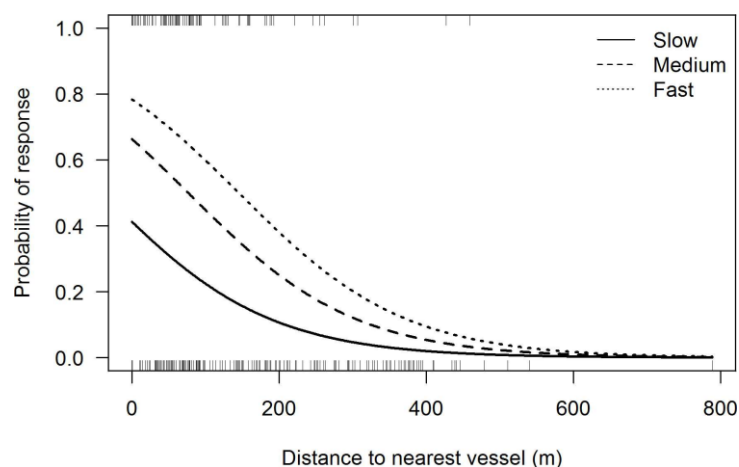 1.0
0.8
0.6
0.4
0.2
0.0
Probability of response
Slow
Medium
Fast
0 200 400 600 800
Distance to nearest vessel (m)